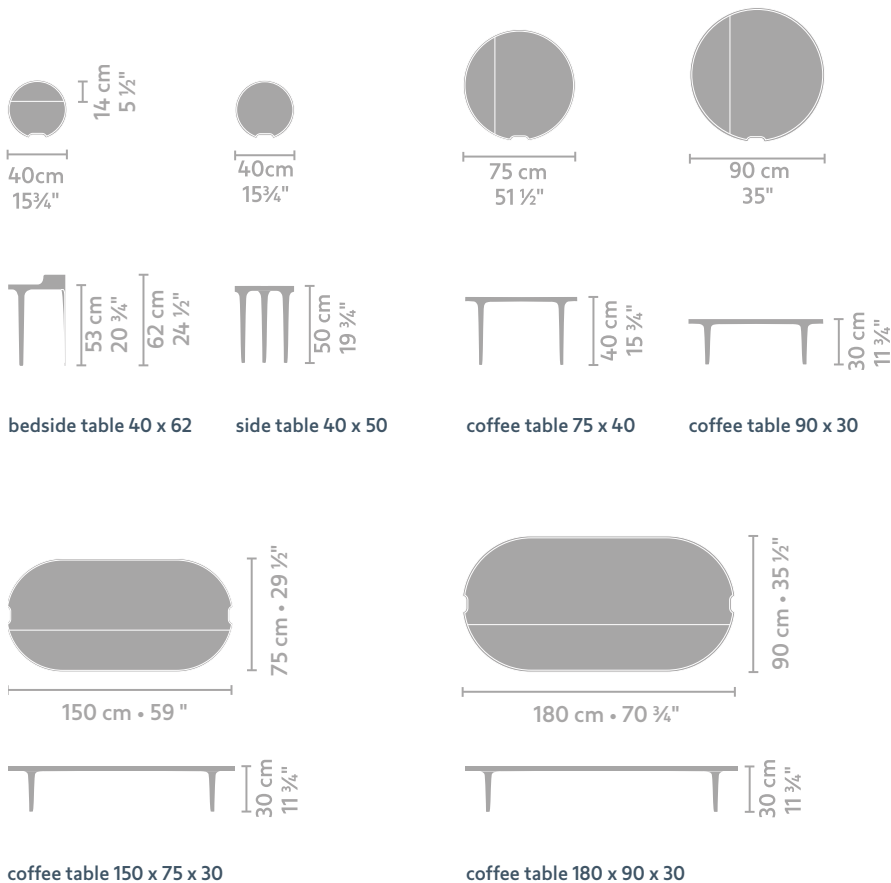 14 cm
5 ½"
40cm
15¾"
40cm
15¾"
75 cm
51 ½"
90 cm
35"
53 cm
20 ¾"
62 cm
24 ½"
50 cm
19 ¾"
40 cm
15 ¾"
30 cm
11 ¾"
bedside table 40 x 62
side table 40 x 50
coffee table 75 x 40
coffee table 90 x 30
75 cm • 29 ½"
150 cm • 59 "
90 cm • 35 ½"
180 cm • 70 ¾"
30 cm
11 ¾"
30 cm
11 ¾"
coffee table 150 x 75 x 30
coffee table 180 x 90 x 30